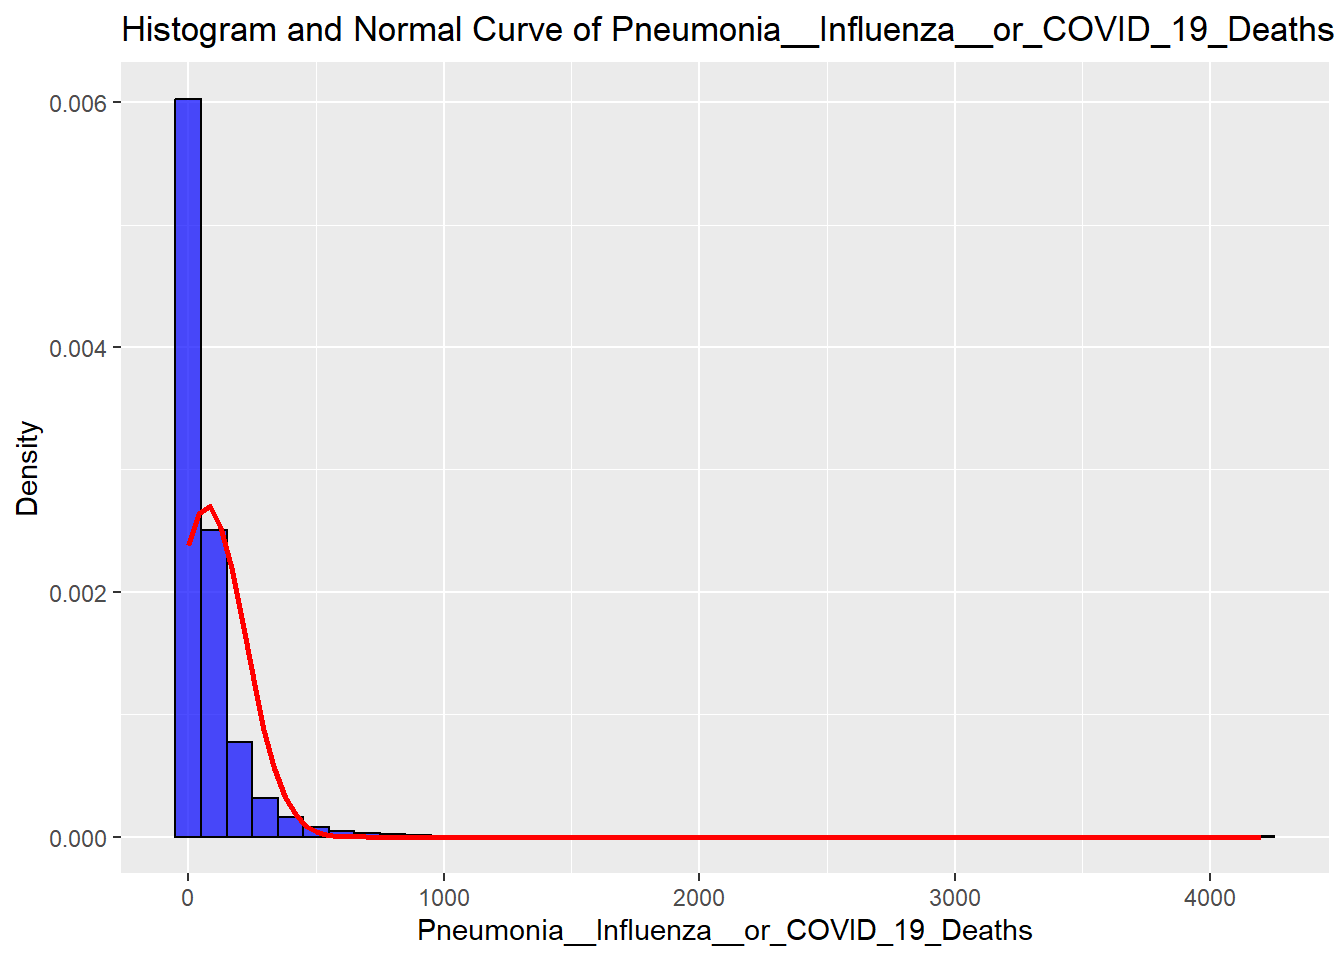 Histogram and Normal Curve of Pneumonia__Influenza__or_COVID_19_Deaths
0.006
0.004
0.002
0.000
Density
0 1000 2000 3000 4000
Pneumonia__Influenza__or_COVID_19_Deaths